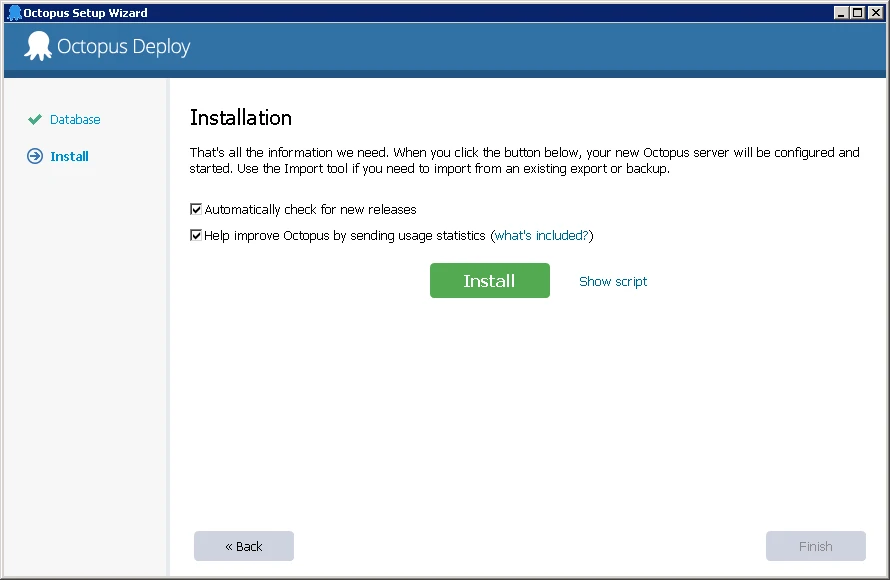 Octopus Setup Wizard
Octopus Deploy
Database
Install
Installation
That's all the information we need. When you click the button below, your new Octopus server will be configured and
started. Use the Import tool if you need to import from an existing export or backup.
Automatically check for new releases
Help improve Octopus by sending usage statistics (what's included?)
Install
Show script
« Back
Finish